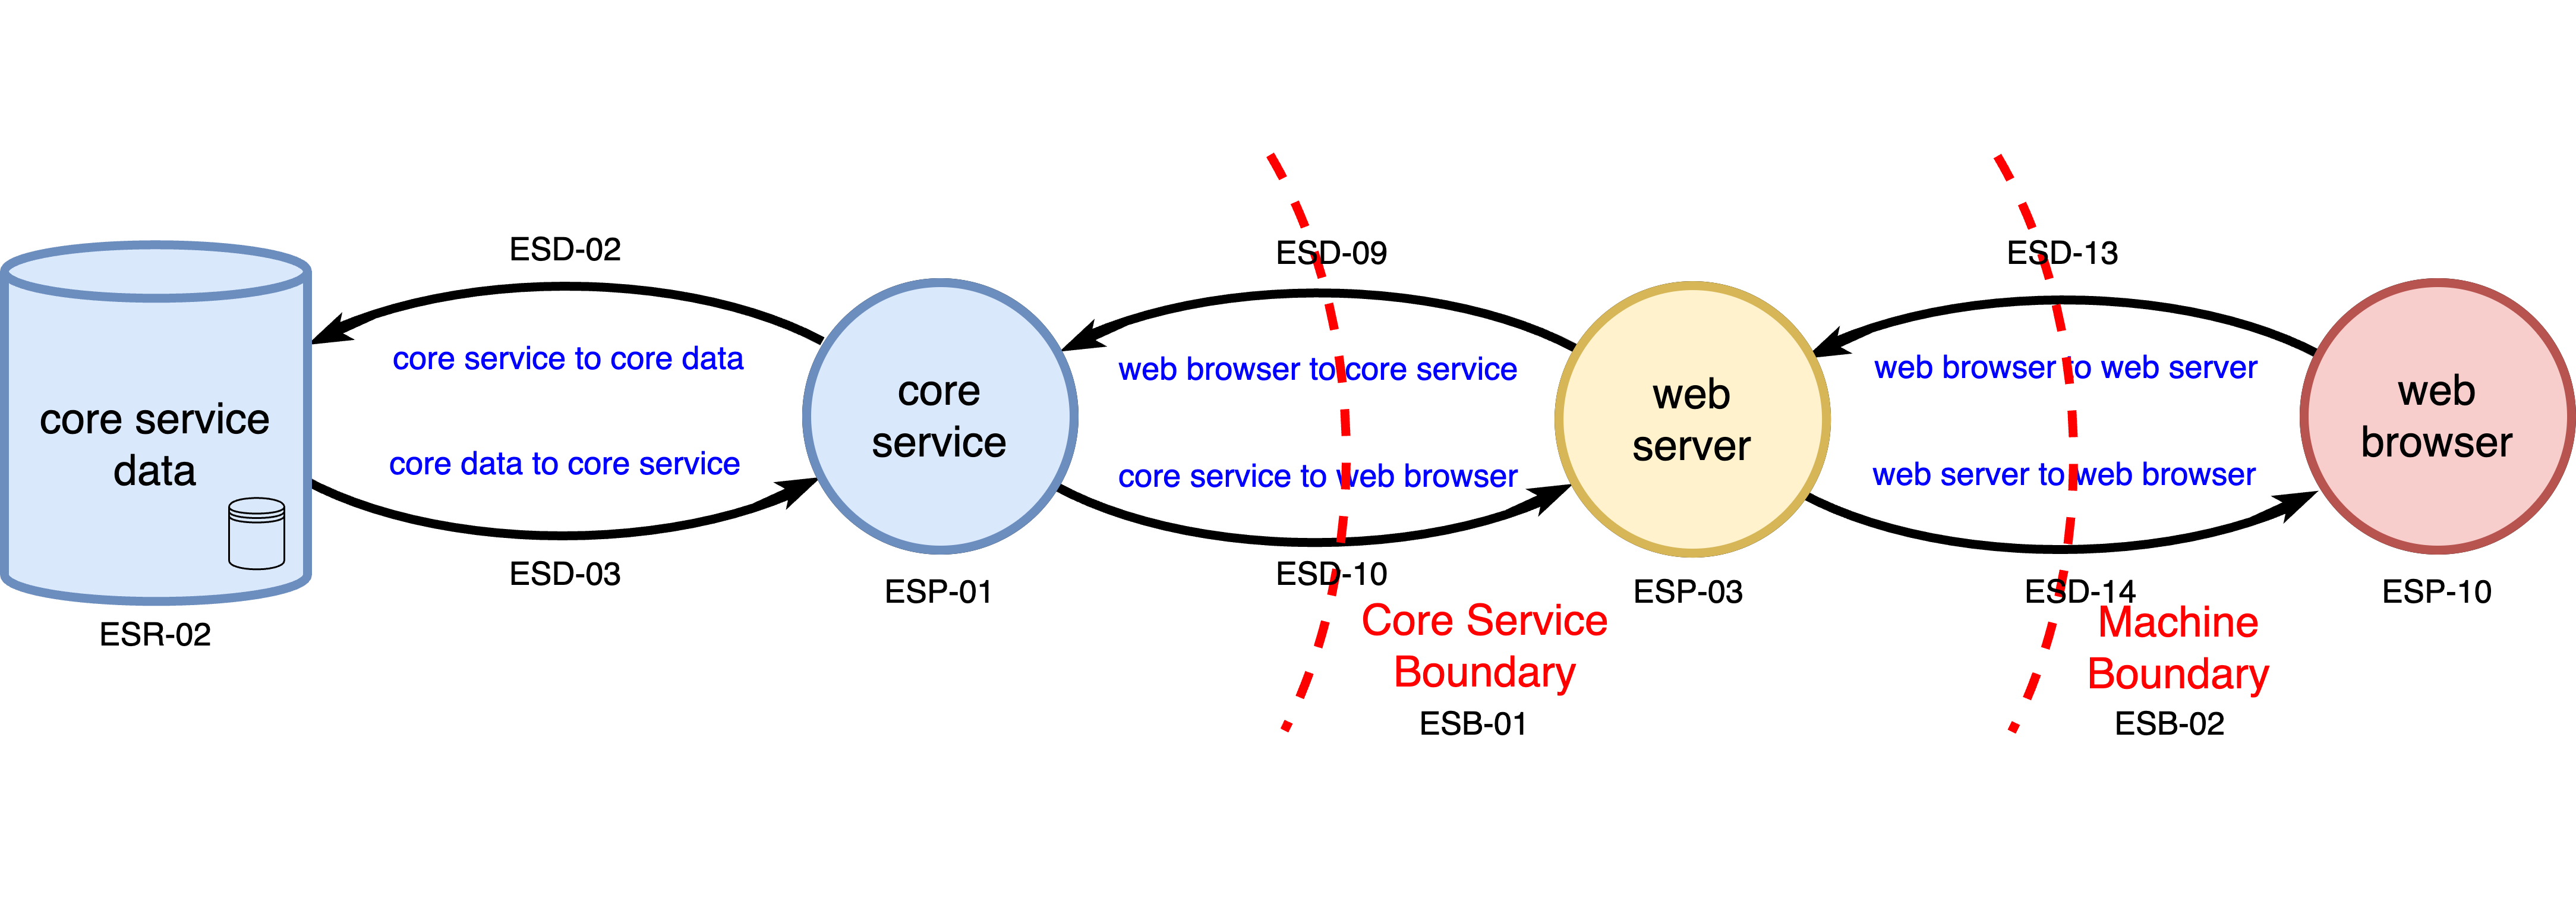 ESD-02
ESD-09
ESD-13
core service to core data
web browser to core service
web browser to web server
core service
data
core
service
web
server
web
browser
core data to core service
core service to web browser
web server to web browser
ESD-03
ESD-10
ESD-14
ESR-02
ESP-01
ESP-03
ESP-10
Core Service
Boundary
ESB-01
Machine
Boundary
ESB-02